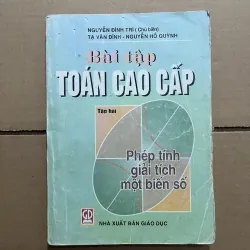 NGUYỄN ĐÌNH TRÍ (Chủ biên)
TẠ VĂN ĐĨNH - NGUYỄN HỒ QUỲNH
Bài tập
TOÁN CAO CẤP
Tập hai
Phép tính
giải tích
một biến số
NHÀ XUẤT BẢN GIÁO DỤC